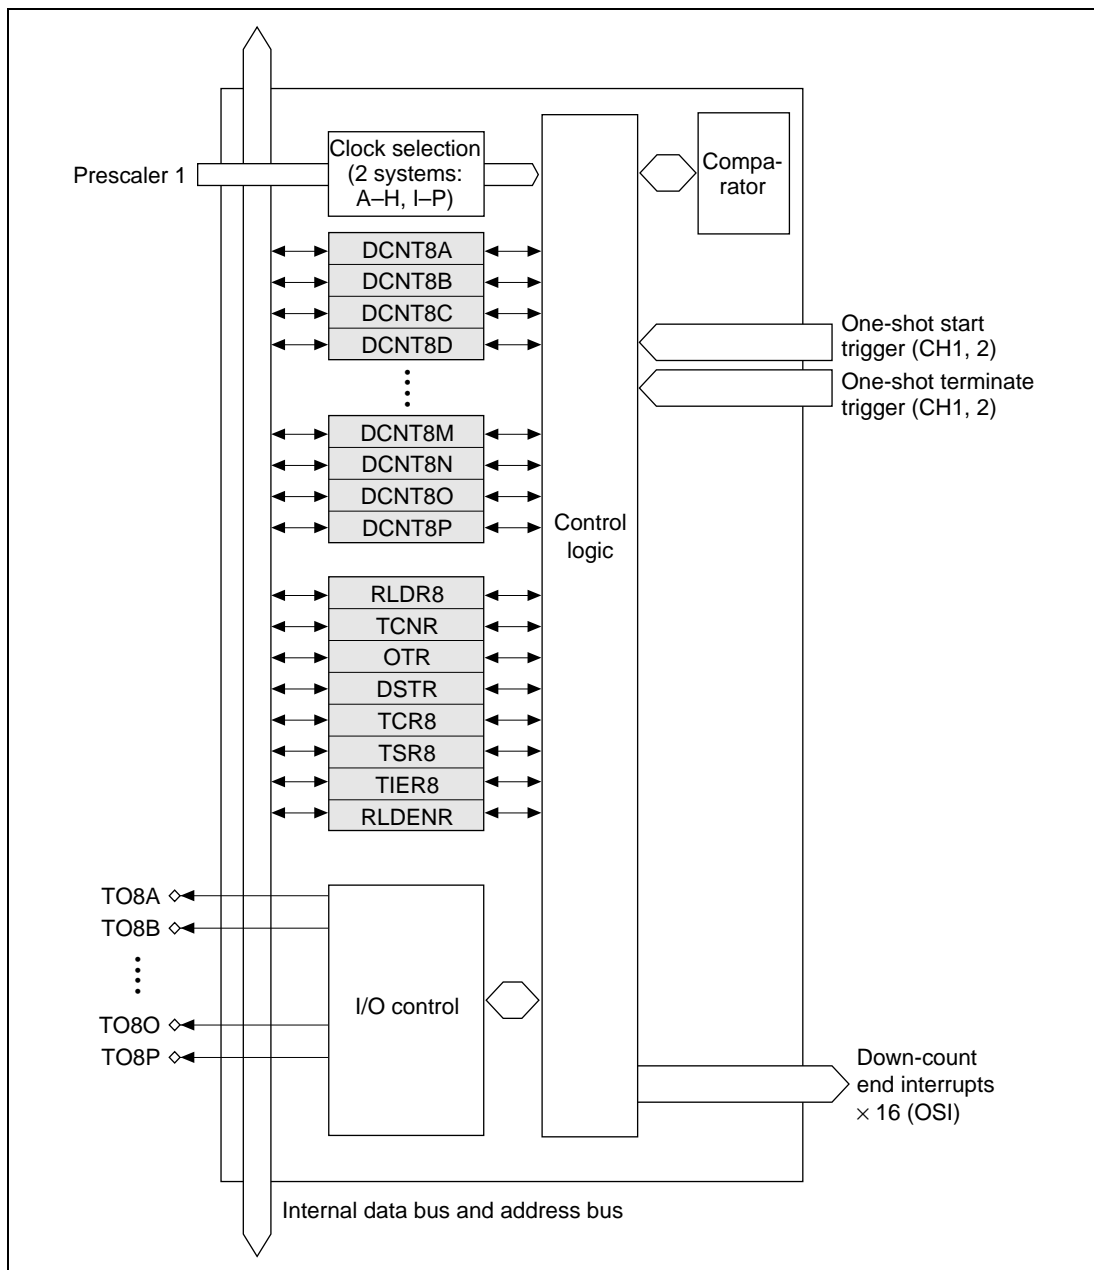 Prescaler 1
Clock selection
(2 systems:
A–H, I–P)
Compa-
rator
DCNT8A
DCNT8B
DCNT8C
DCNT8D
One-shot start
trigger (CH1, 2)
One-shot terminate
trigger (CH1, 2)
DCNT8M
DCNT8N
DCNT8O
DCNT8P
Control
logic
RLDR8
TCNR
OTR
DSTR
TCR8
TSR8
TIER8
RLDENR
TO8A
TO8B
TO8O
TO8P
I/O control
Down-count
end interrupts
× 16 (OSI)
Internal data bus and address bus